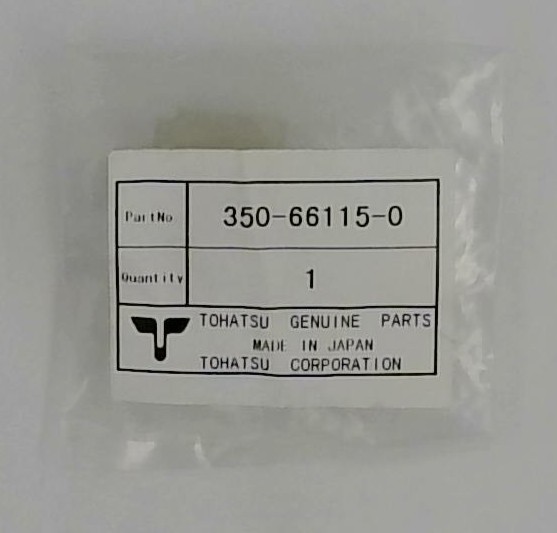 PartNo 350-66115-0
Quantity 1
TOHATSU GENUINE PARTS
MADE IN JAPAN
TOHATSU CORPORATION